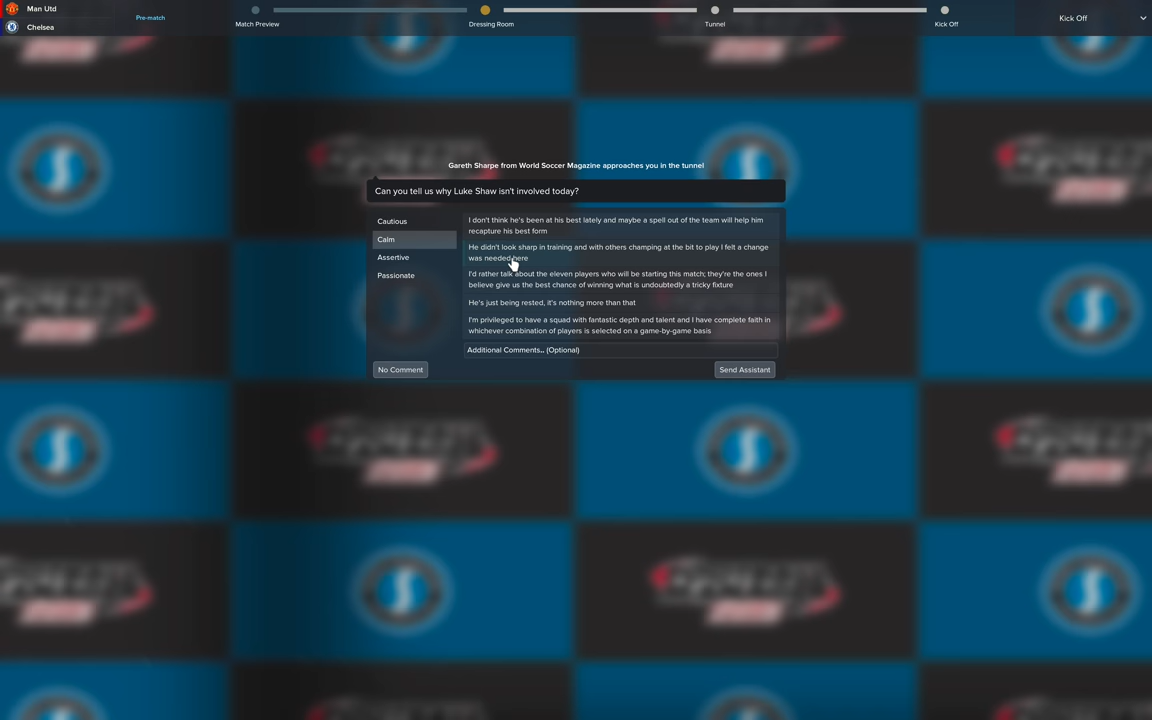 Man Utd
Chelsea
Pre-match
Match Preview
Dressing Room
Tunnel
Kick Off
Kick Off
Gareth Sharpe from World Soccer Magazine approaches you in the tunnel
Can you tell us why Luke Shaw isn't involved today?
Cautious
Calm
Assertive
Passionate
I don't think he's been at his best lately and maybe a spell out of the team will help him
recapture his best form
He didn't look sharp in training and with others champing at the bit to play I felt a change
was needed here
I'd rather talk about the eleven players who will be starting this match; they're the ones I
believe give us the best chance of winning what is undoubtedly a tricky fixture
He's just being rested, it's nothing more than that
I'm privileged to have a squad with fantastic depth and talent and I have complete faith in
whichever combination of players is selected on a game-by-game basis
Additional Comments.. (Optional)
No Comment
Send Assistant